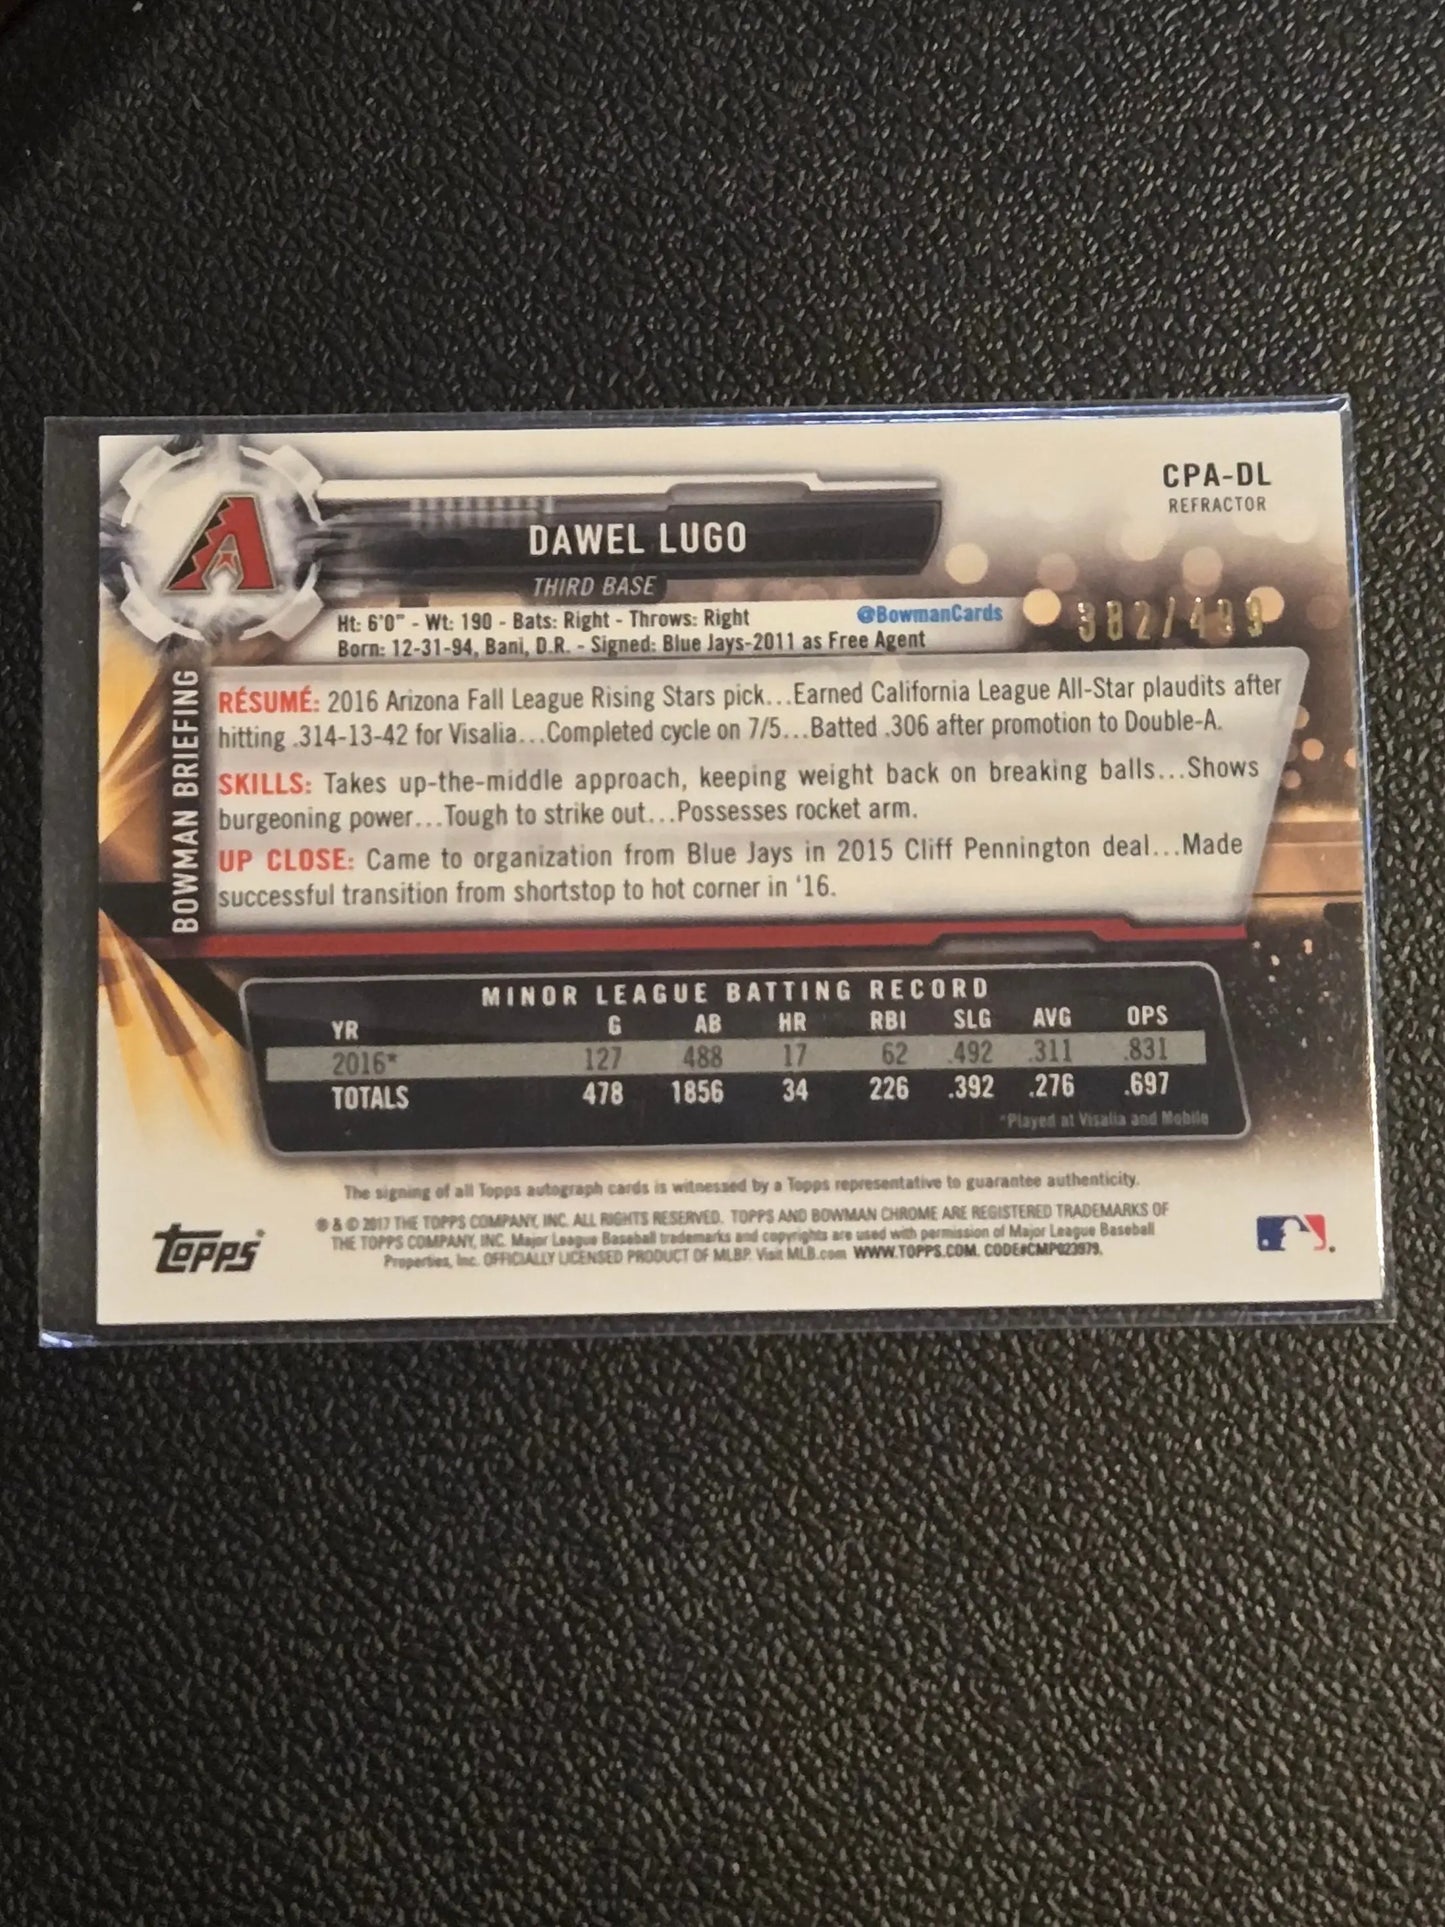 CPA-DL
REFRACTOR
DAWEL LUGO
THIRD BASE
Ht: 6'0" - Wt: 190 - Bats: Right - Throws: Right @BowmanCards
382/499
Born: 12-31-94, Bani, D.R. - Signed: Blue Jays-2011 as Free Agent
BOWMAN BRIEFING
RÉSUMÉ: 2016 Arizona Fall League Rising Stars pick...Earned California League All-Star plaudits after
hitting .314-13-42 for Visalia...Completed cycle on 7/5...Batted .306 after promotion to Double-A.
SKILLS: Takes up-the-middle approach, keeping weight back on breaking balls...Shows
burgeoning power...Tough to strike out...Possesses rocket arm.
UP CLOSE: Came to organization from Blue Jays in 2015 Cliff Pennington deal...Made
successful transition from shortstop to hot corner in '16.
MINOR LEAGUE BATTING RECORD
YR G AB HR RBI SLG AVG OPS
2016* 127 488 17 62 .492 .311 .831
TOTALS 478 1856 34 226 .392 .276 .697
*Played at Visalia and Mobile
The signing of all Topps autograph cards is witnessed by a Topps representative to guarantee authenticity.
® & © 2017 THE TOPPS COMPANY, INC. ALL RIGHTS RESERVED. TOPPS AND BOWMAN CHROME ARE REGISTERED TRADEMARKS OF
THE TOPPS COMPANY, INC. Major League Baseball trademarks and copyrights are used with permission of Major League Baseball
Properties, Inc. OFFICIALLY LICENSED PRODUCT OF MLBP. Visit MLB.com WWW.TOPPS.COM. CODE#CMP023979.
Topps